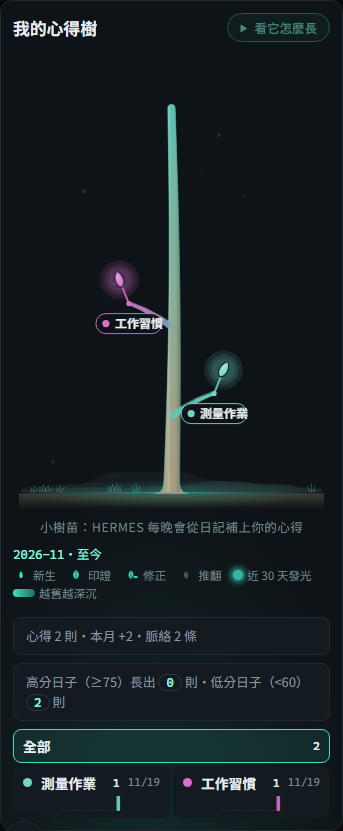 我的心得樹
▶ 看它怎麼長
工作習慣
測量作業
小樹苗：HERMES 每晚會從日記補上你的心得
2026-11・至今
新生 印證 修正 推翻 近 30 天發光
越舊越深沉
心得 2 則・本月 +2・脈絡 2 條
高分日子（≥75）長出 0 則・低分日子（<60）
2 則
全部 2
測量作業 1 11/19
工作習慣 1 11/19